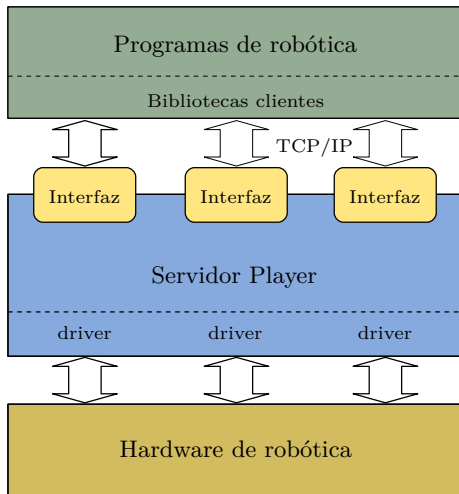 Programas de robótica
Bibliotecas clientes
TCP/IP
Interfaz Interfaz Interfaz
Servidor Player
driver driver driver
Hardware de robótica